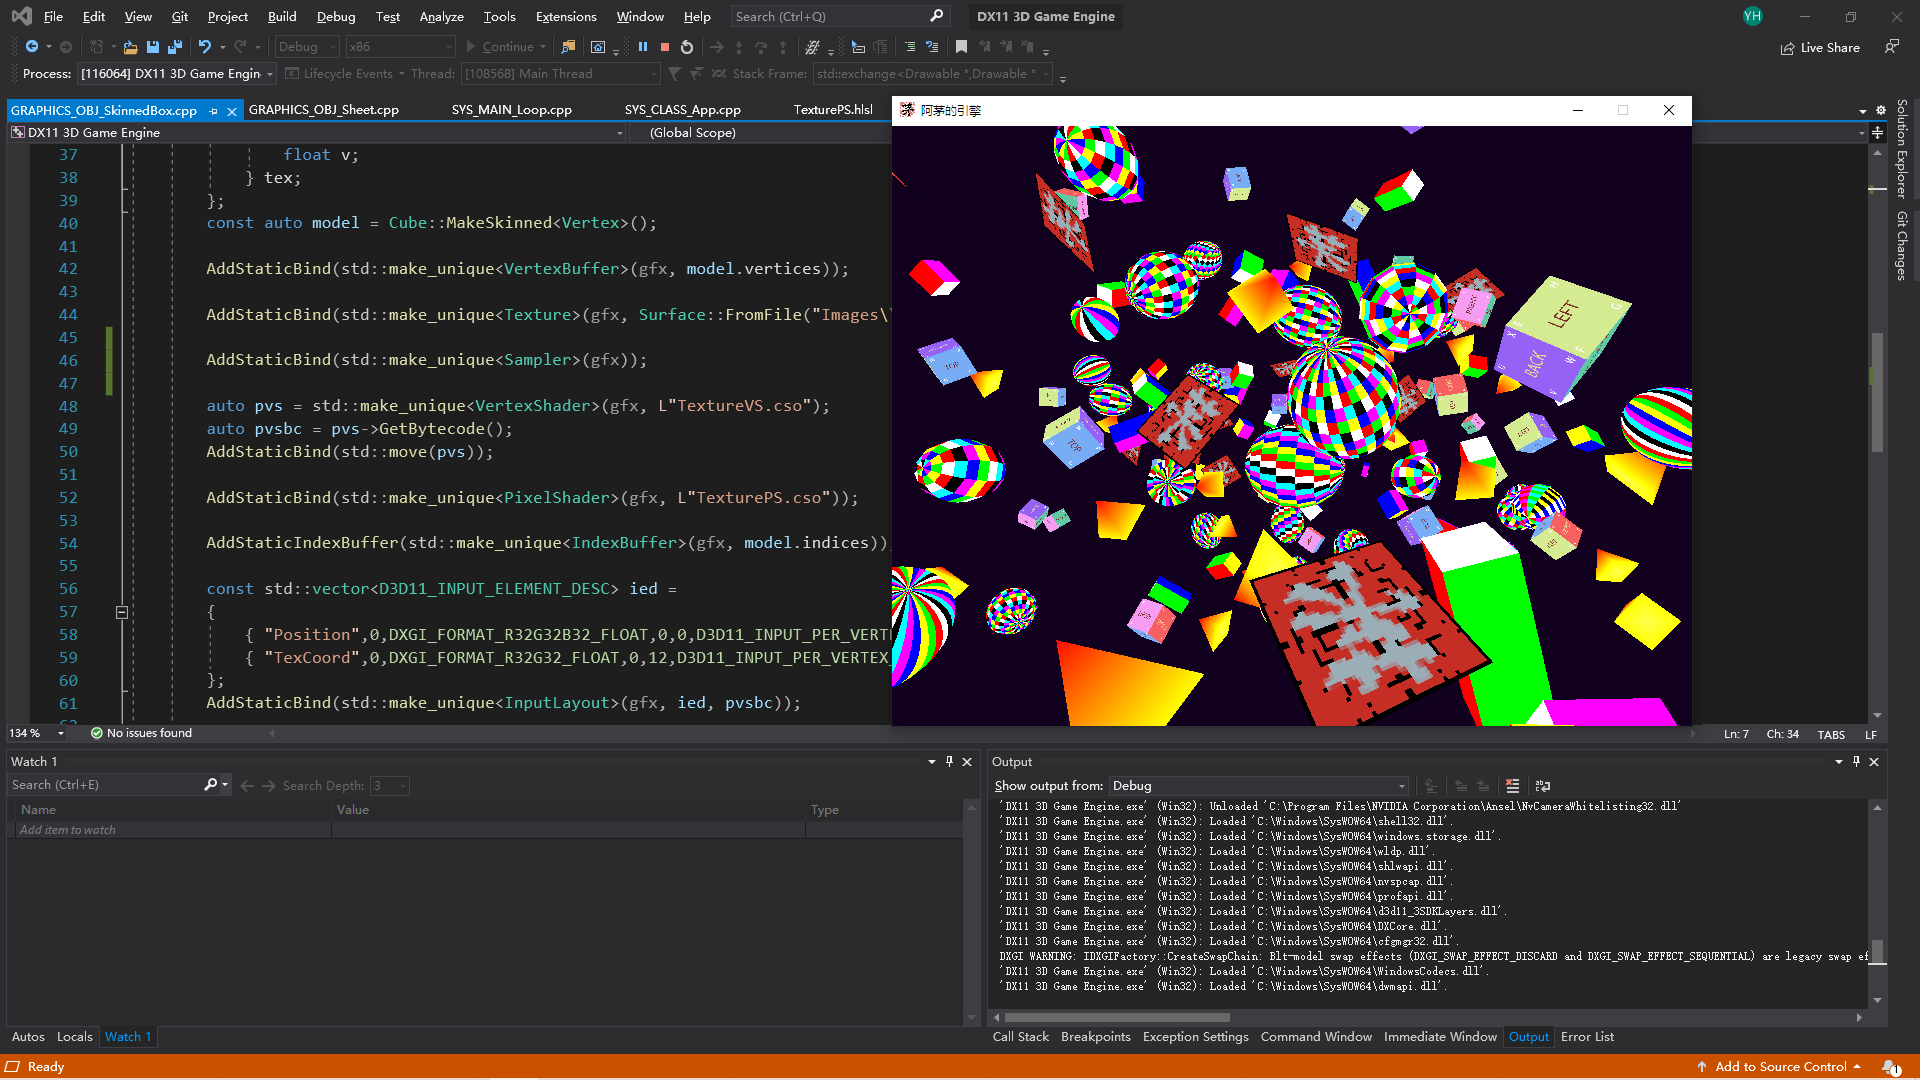 File Edit View Git Project Build Debug Test Analyze Tools Extensions Window Help Search (Ctrl+Q) DX11 3D Game Engine YH
Debug x86 Continue Live Share
Process: [116064] DX11 3D Game Engin Lifecycle Events Thread: [108568] Main Thread Stack Frame: std::exchange<Drawable *,Drawable *
GRAPHICS_OBJ_SkinnedBox.cpp GRAPHICS_OBJ_Sheet.cpp SYS_MAIN_Loop.cpp SYS_CLASS_App.cpp TexturePS.hlsl
DX11 3D Game Engine (Global Scope)
37 float v;
38 } tex;
39 };
40 const auto model = Cube::MakeSkinned<Vertex>();
41
42 AddStaticBind(std::make_unique<VertexBuffer>(gfx, model.vertices));
43
44 AddStaticBind(std::make_unique<Texture>(gfx, Surface::FromFile("Images\
45
46 AddStaticBind(std::make_unique<Sampler>(gfx));
47
48 auto pvs = std::make_unique<VertexShader>(gfx, L"TextureVS.cso");
49 auto pvsbc = pvs->GetBytecode();
50 AddStaticBind(std::move(pvs));
51
52 AddStaticBind(std::make_unique<PixelShader>(gfx, L"TexturePS.cso"));
53
54 AddStaticIndexBuffer(std::make_unique<IndexBuffer>(gfx, model.indices))
55
56 const std::vector<D3D11_INPUT_ELEMENT_DESC> ied =
57 {
58 { "Position",0,DXGI_FORMAT_R32G32B32_FLOAT,0,0,D3D11_INPUT_PER_VERT
59 { "TexCoord",0,DXGI_FORMAT_R32G32_FLOAT,0,12,D3D11_INPUT_PER_VERTEX
60 };
61 AddStaticBind(std::make_unique<InputLayout>(gfx, ied, pvsbc));
阿茅的引擎
LEFT
BACK
TOP
TOP
Solution Explorer
Git Changes
134 % No issues found Ln: 7 Ch: 34 TABS LF
Watch 1
Search (Ctrl+E) Search Depth: 3
Name Value Type
Add item to watch
Autos Locals Watch 1
Output
Show output from: Debug
'DX11 3D Game Engine.exe' (Win32): Unloaded 'C:\Program Files\NVIDIA Corporation\Ansel\NvCameraWhitelisting32.dll'
'DX11 3D Game Engine.exe' (Win32): Loaded 'C:\Windows\SysWOW64\shell32.dll'.
'DX11 3D Game Engine.exe' (Win32): Loaded 'C:\Windows\SysWOW64\windows.storage.dll'.
'DX11 3D Game Engine.exe' (Win32): Loaded 'C:\Windows\SysWOW64\wldp.dll'.
'DX11 3D Game Engine.exe' (Win32): Loaded 'C:\Windows\SysWOW64\shlwapi.dll'.
'DX11 3D Game Engine.exe' (Win32): Loaded 'C:\Windows\SysWOW64\nvspcap.dll'.
'DX11 3D Game Engine.exe' (Win32): Loaded 'C:\Windows\SysWOW64\profapi.dll'.
'DX11 3D Game Engine.exe' (Win32): Loaded 'C:\Windows\SysWOW64\d3d11_3SDKLayers.dll'.
'DX11 3D Game Engine.exe' (Win32): Loaded 'C:\Windows\SysWOW64\DXCore.dll'.
'DX11 3D Game Engine.exe' (Win32): Loaded 'C:\Windows\SysWOW64\cfgmgr32.dll'.
DXGI WARNING: IDXGIFactory::CreateSwapChain: Blt-model swap effects (DXGI_SWAP_EFFECT_DISCARD and DXGI_SWAP_EFFECT_SEQUENTIAL) are legacy swap ef
'DX11 3D Game Engine.exe' (Win32): Loaded 'C:\Windows\SysWOW64\WindowsCodecs.dll'.
'DX11 3D Game Engine.exe' (Win32): Loaded 'C:\Windows\SysWOW64\dwmapi.dll'.
Call Stack Breakpoints Exception Settings Command Window Immediate Window Output Error List
Ready Add to Source Control 1